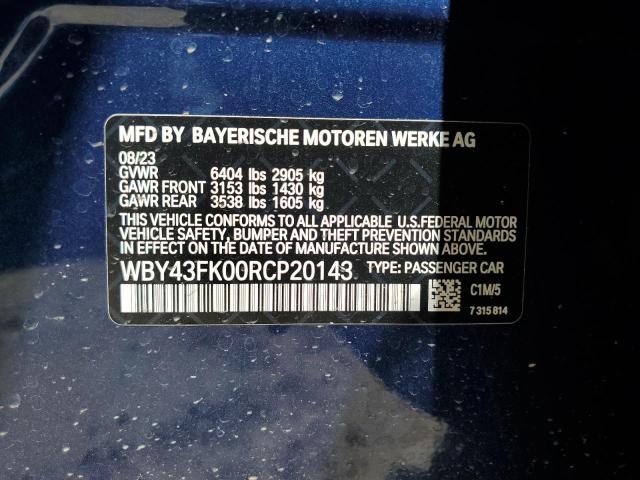 MFD BY BAYERISCHE MOTOREN WERKE AG
08/23
GVWR 6404 lbs 2905 kg
GAWR FRONT 3153 lbs 1430 kg
GAWR REAR 3538 lbs 1605 kg
THIS VEHICLE CONFORMS TO ALL APPLICABLE U.S.FEDERAL MOTOR
VEHICLE SAFETY, BUMPER AND THEFT PREVENTION STANDARDS
IN EFFECT ON THE DATE OF MANUFACTURE SHOWN ABOVE.
WBY43FK00RCP20143 TYPE: PASSENGER CAR
C1M/5
7 315 814